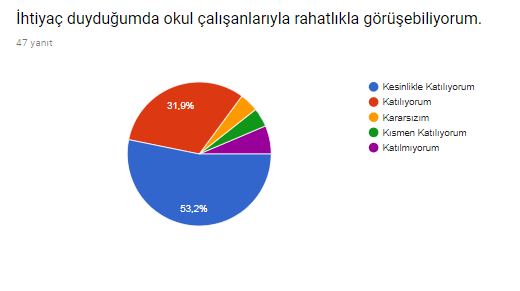 İhtiyaç duyduğumda okul çalışanlarıyla rahatlıkla görüşebiliyorum.
47 yanıt
Kesinlikle Katılıyorum
Katılıyorum
Kararsızım
Kısmen Katılıyorum
Katılmıyorum
31,9%
53,2%